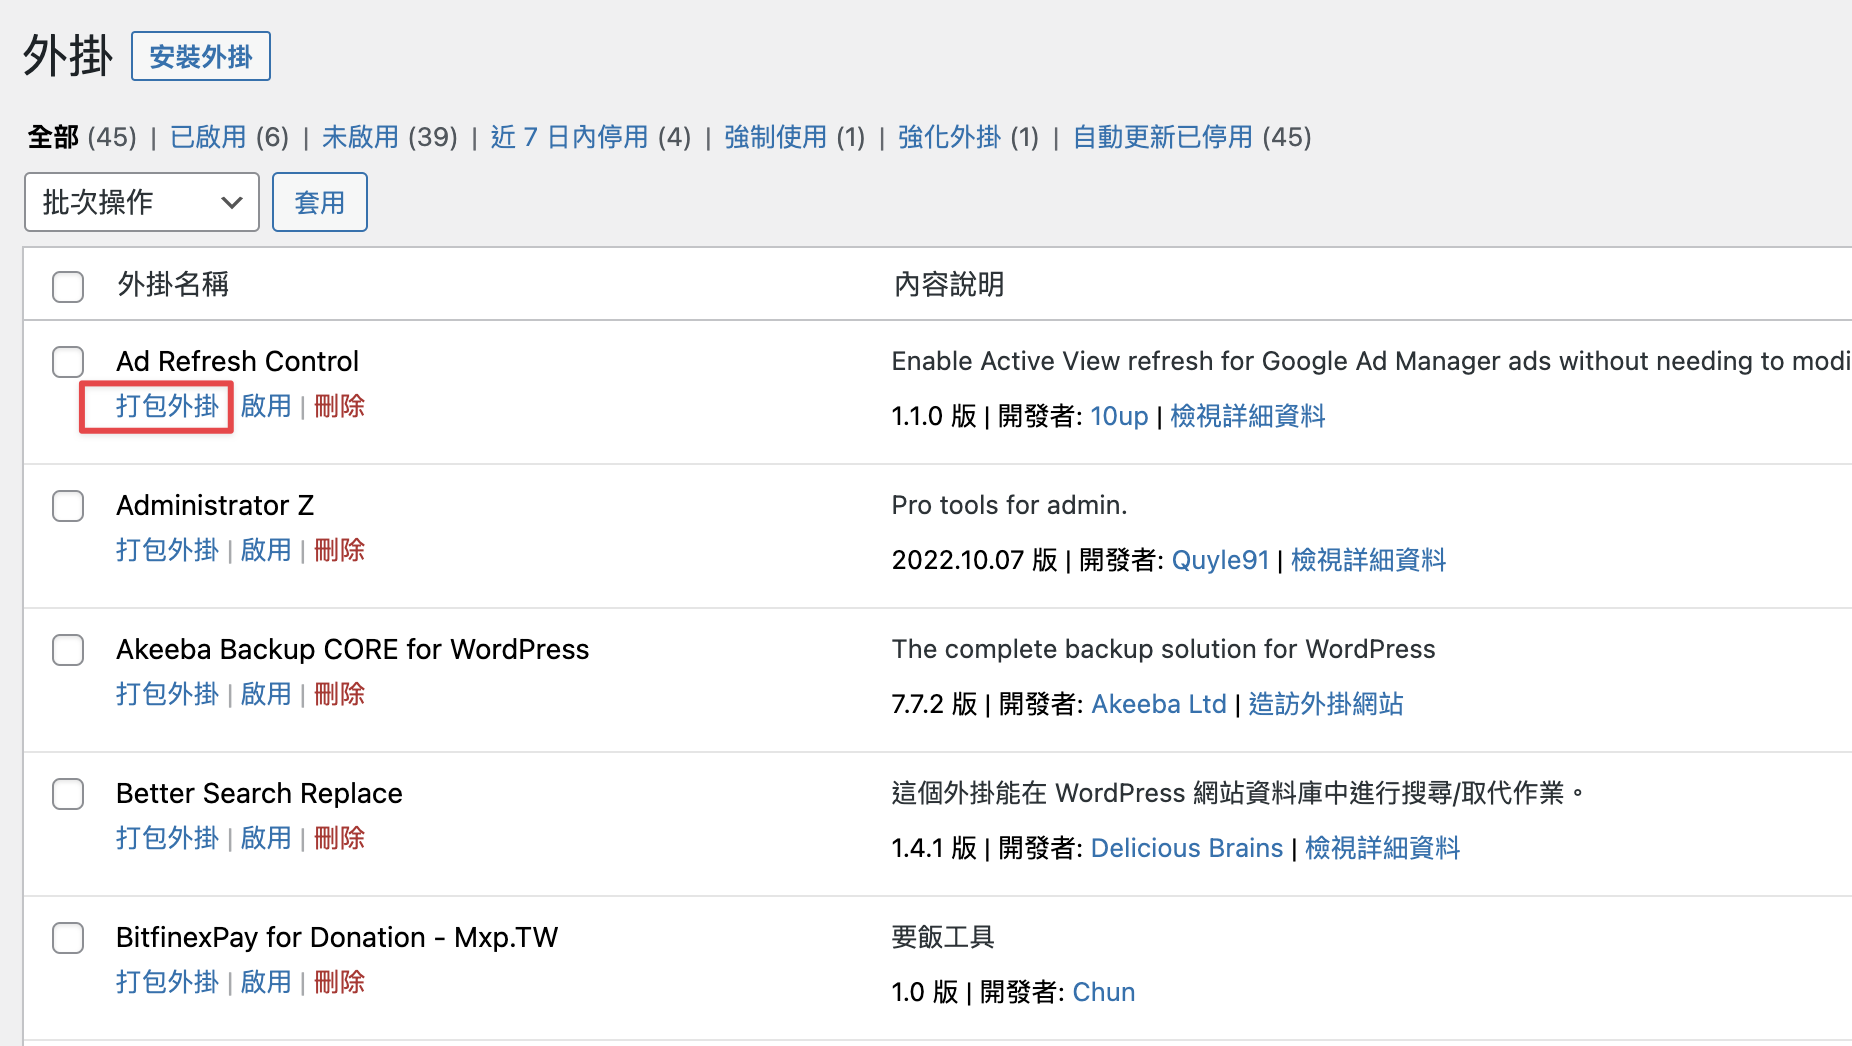 外掛 安裝外掛
全部 (45) | 已啟用 (6) | 未啟用 (39) | 近 7 日內停用 (4) | 強制使用 (1) | 強化外掛 (1) | 自動更新已停用 (45)
批次操作 套用
外掛名稱 內容說明
Ad Refresh Control Enable Active View refresh for Google Ad Manager ads without needing to modi
打包外掛 | 啟用 | 刪除
1.1.0 版 | 開發者: 10up | 檢視詳細資料
Administrator Z Pro tools for admin.
打包外掛 | 啟用 | 刪除
2022.10.07 版 | 開發者: Quyle91 | 檢視詳細資料
Akeeba Backup CORE for WordPress The complete backup solution for WordPress
打包外掛 | 啟用 | 刪除
7.7.2 版 | 開發者: Akeeba Ltd | 造訪外掛網站
Better Search Replace 這個外掛能在 WordPress 網站資料庫中進行搜尋/取代作業。
打包外掛 | 啟用 | 刪除
1.4.1 版 | 開發者: Delicious Brains | 檢視詳細資料
BitfinexPay for Donation - Mxp.TW 要飯工具
打包外掛 | 啟用 | 刪除
1.0 版 | 開發者: Chun